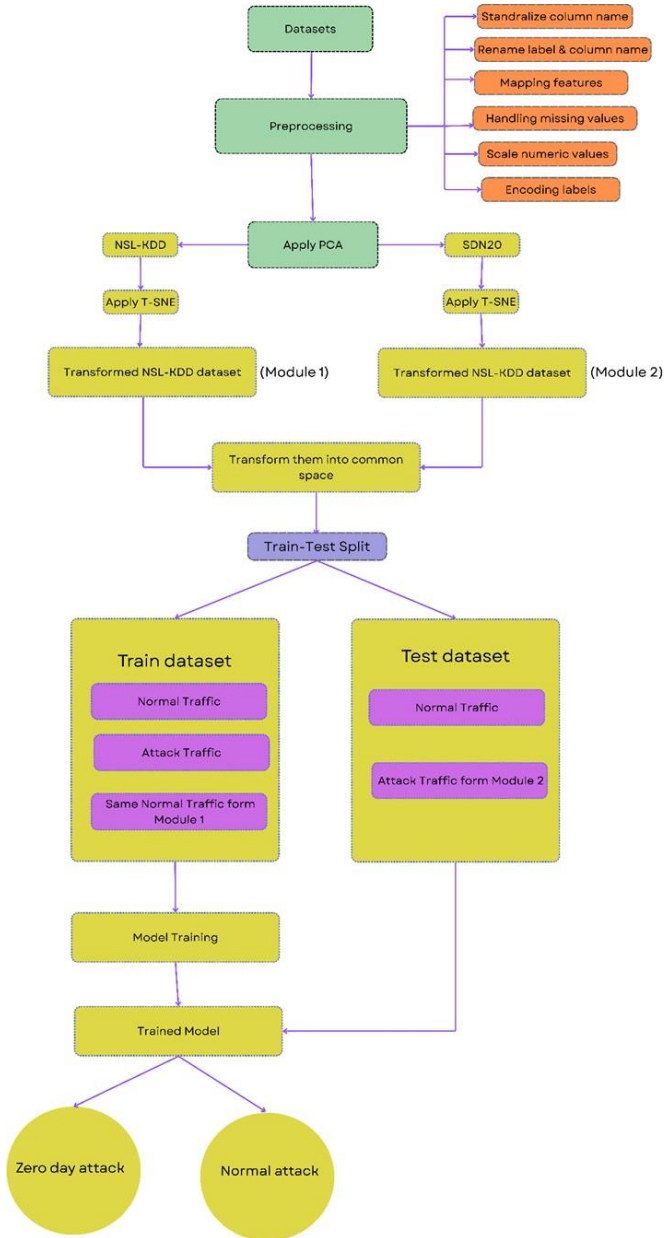 Datasets
Standralize column name
Rename label & column name
Mapping features
Preprocessing
Handling missing values
Scale numeric values
Encoding labels
NSL-KDD
Apply PCA
SDN20
Apply T-SNE
Apply T-SNE
Transformed NSL-KDD dataset
(Module 1)
Transformed NSL-KDD dataset
(Module 2)
Transform them into common
space
Train-Test Split
Train dataset
Normal Traffic
Attack Traffic
Same Normal Traffic form
Module 1
Test dataset
Normal Traffic
Attack Traffic form Module 2
Model Training
Trained Model
Zero day attack
Normal attack